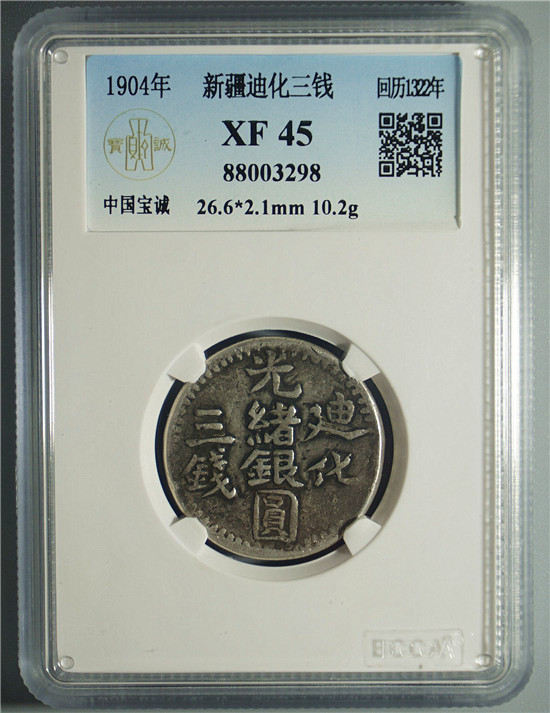 1904年 新疆迪化三钱 回历1322年
寶 誠
XF 45
88003298
中国宝诚 26.6*2.1mm 10.2g
光緒銀圓
迪化
三錢